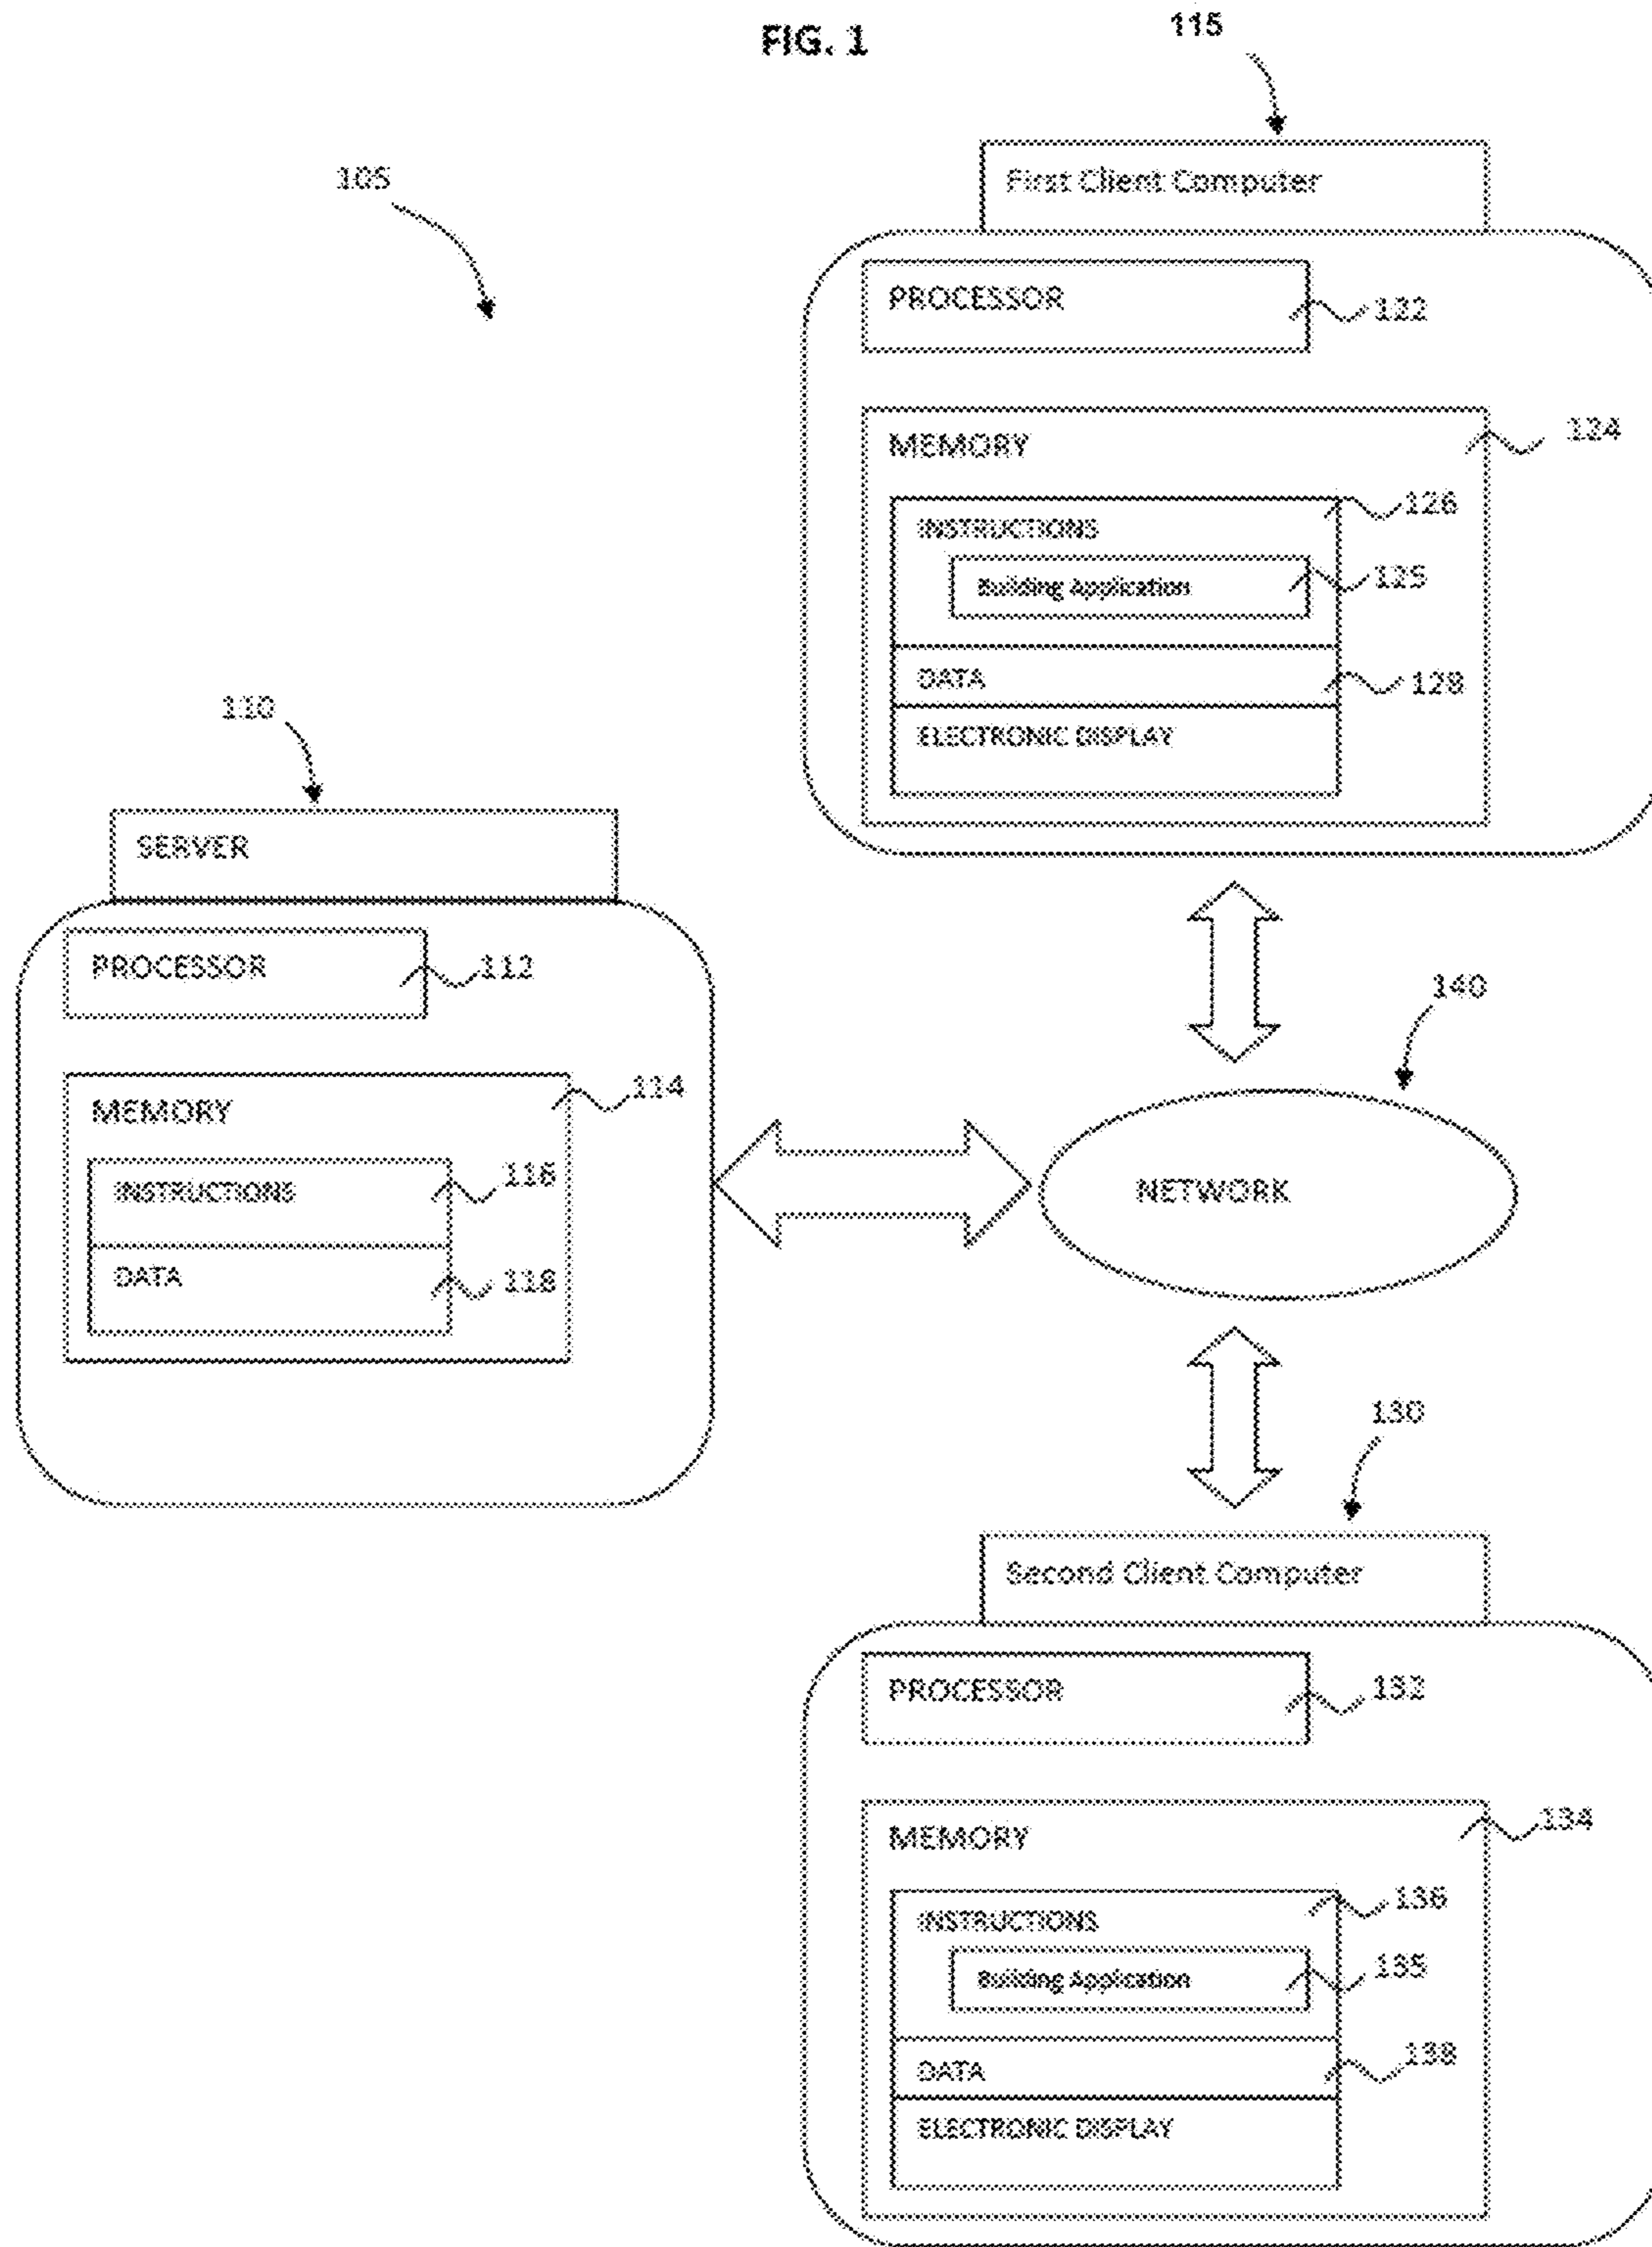 FIG. 1
115
105
First Client Computer
PROCESSOR
122
MEMORY
124
INSTRUCTIONS
126
Building Application
125
DATA
128
ELECTRONIC DISPLAY
110
SERVER
PROCESSOR
112
MEMORY
114
INSTRUCTIONS
116
DATA
118
140
NETWORK
130
Second Client Computer
PROCESSOR
132
MEMORY
134
INSTRUCTIONS
136
Building Application
135
DATA
138
ELECTRONIC DISPLAY